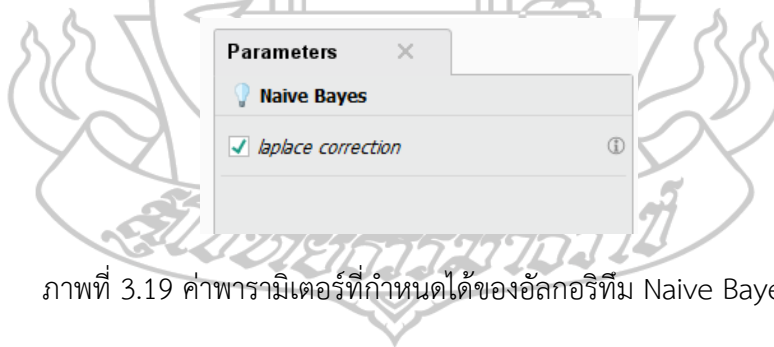 Parameters
Naive Bayes
laplace correction
ภาพที่ 3.19 ค่าพารามิเตอร์ที่กำหนดได้ของอัลกอริทึม Naive Baye